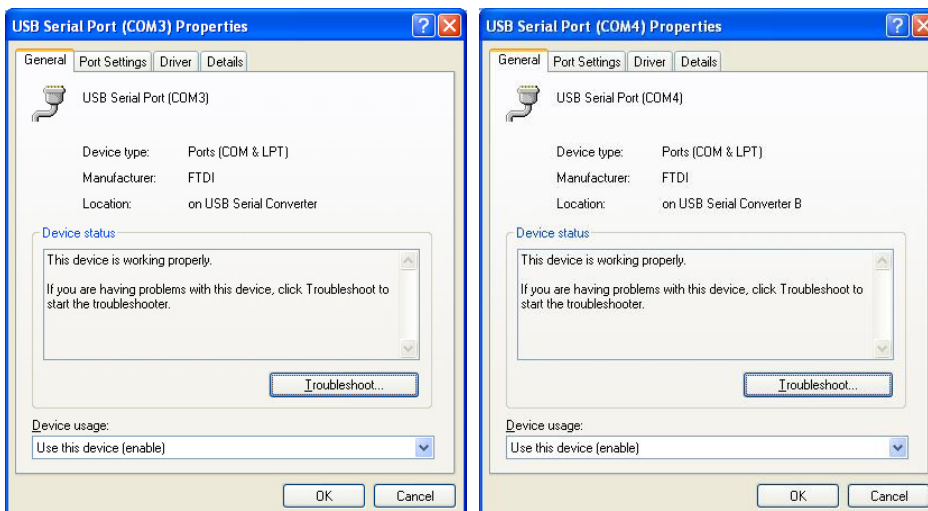 USB Serial Port (COM3) Properties
General Port Settings Driver Details
USB Serial Port (COM3)
Device type: Ports (COM & LPT)
Manufacturer: FTDI
Location: on USB Serial Converter
Device status
This device is working properly.
If you are having problems with this device, click Troubleshoot to
start the troubleshooter.
Troubleshoot...
Device usage:
Use this device (enable)
OK Cancel
USB Serial Port (COM4) Properties
General Port Settings Driver Details
USB Serial Port (COM4)
Device type: Ports (COM & LPT)
Manufacturer: FTDI
Location: on USB Serial Converter B
Device status
This device is working properly.
If you are having problems with this device, click Troubleshoot to
start the troubleshooter.
Troubleshoot...
Device usage:
Use this device (enable)
OK Cancel